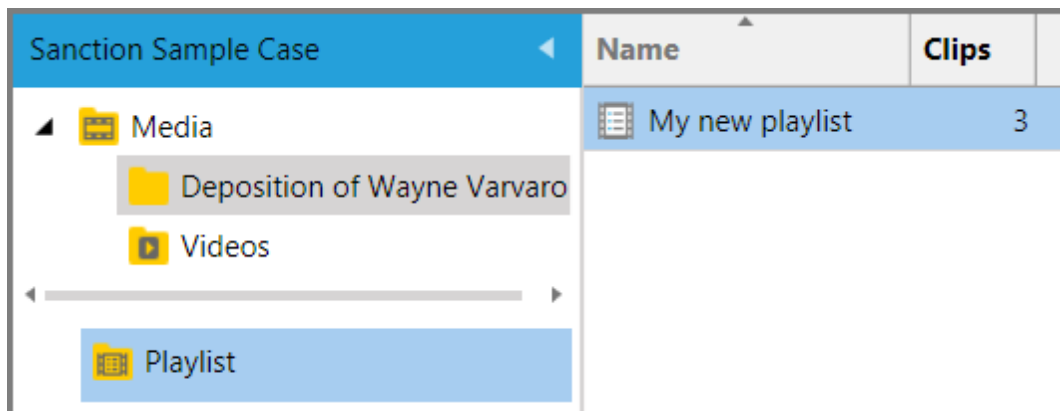 Sanction Sample Case
Media
Deposition of Wayne Varvaro
Videos
Playlist
Name Clips
My new playlist 3